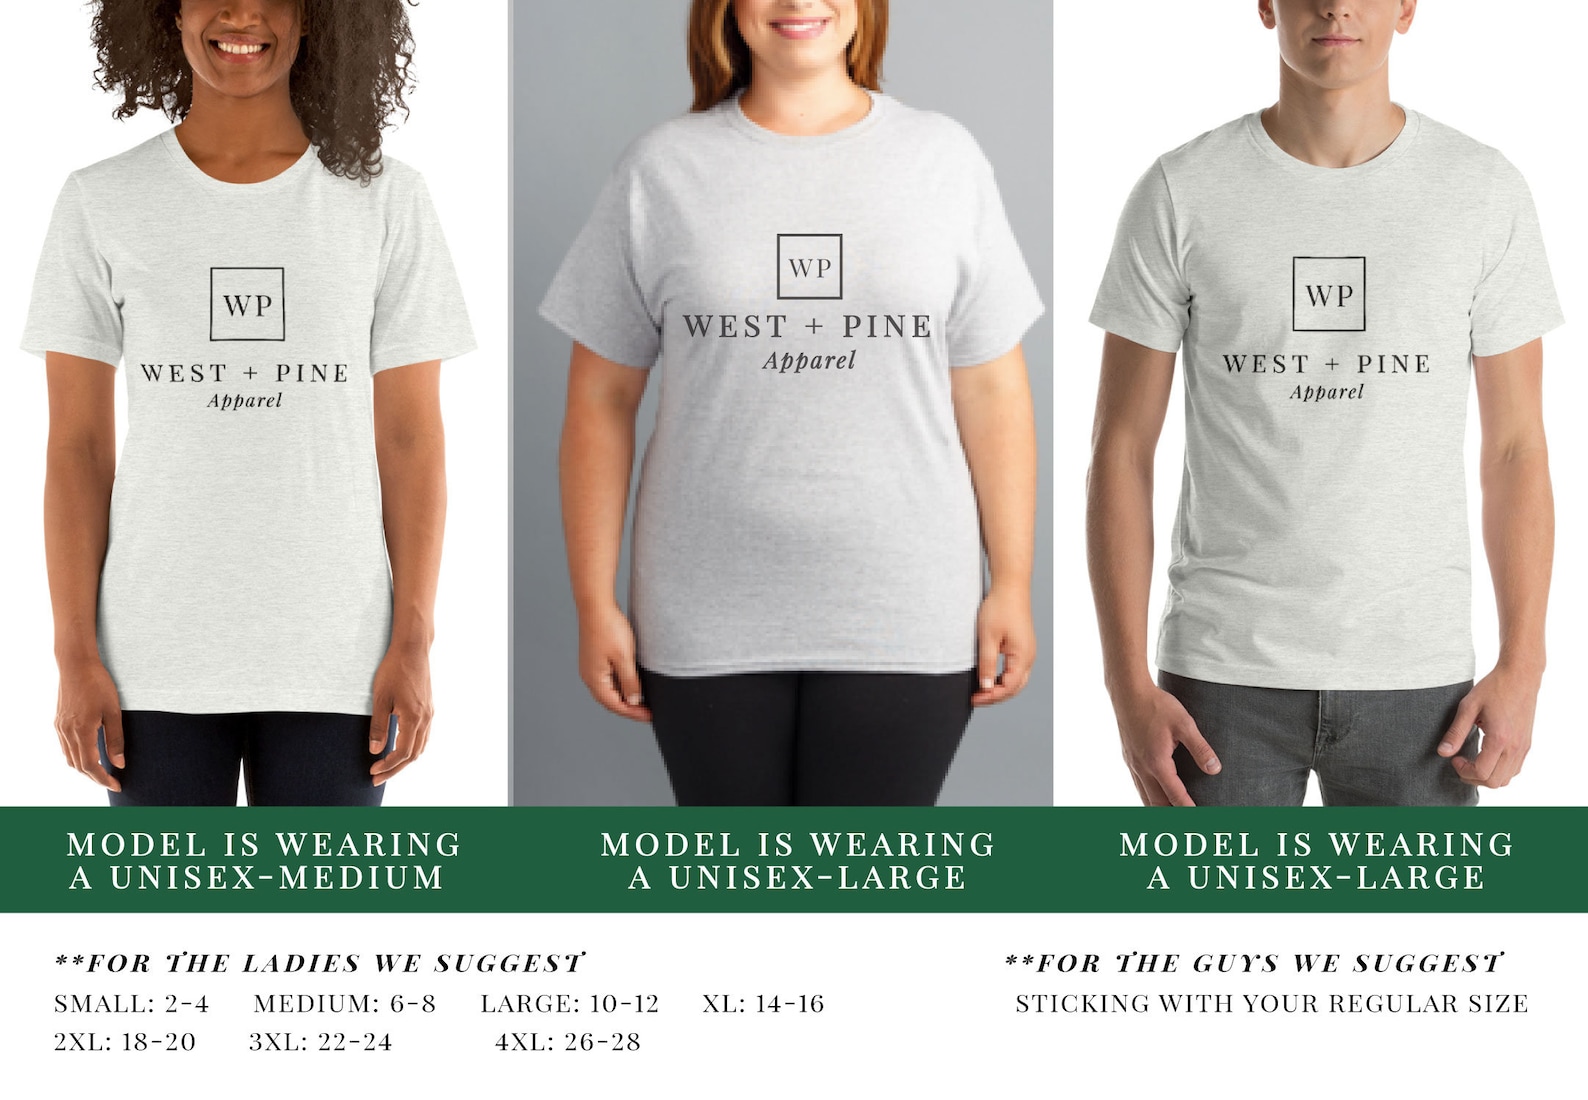 WP
WEST + PINE
Apparel
WP
WEST + PINE
Apparel
WP
WEST + PINE
Apparel
MODEL IS WEARING
A UNISEX-MEDIUM
MODEL IS WEARING
A UNISEX-LARGE
MODEL IS WEARING
A UNISEX-LARGE
**FOR THE LADIES WE SUGGEST
SMALL: 2-4 MEDIUM: 6-8 LARGE: 10-12 XL: 14-16
2XL: 18-20 3XL: 22-24 4XL: 26-28
**FOR THE GUYS WE SUGGEST
STICKING WITH YOUR REGULAR SIZE